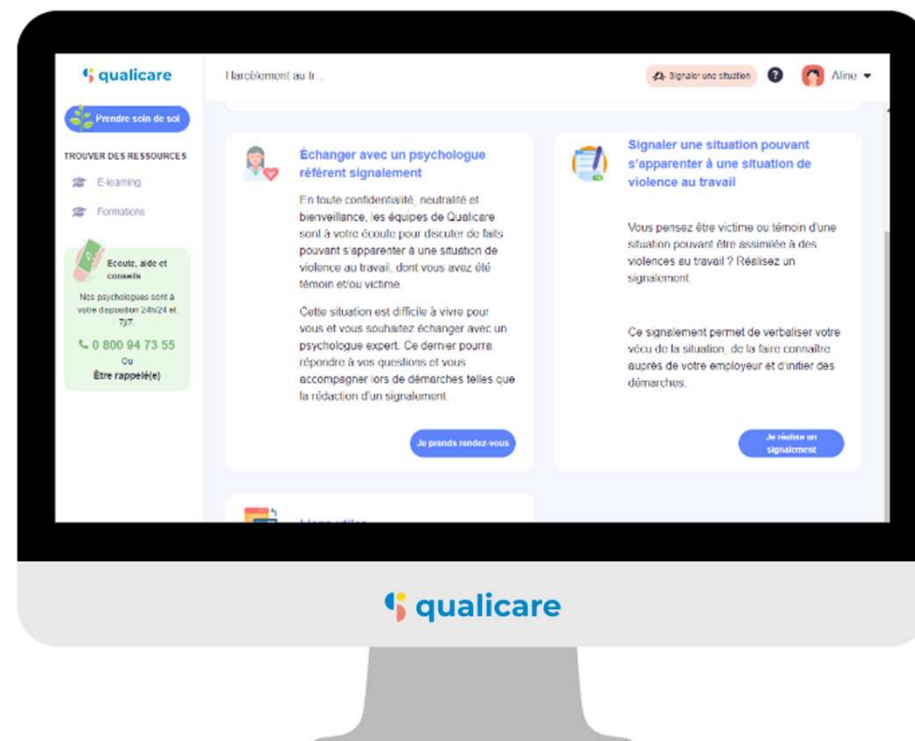 qualicare
Harcèlement au tr...
Signaler une situation
?
Aline
Prendre soin de soi
TROUVER DES RESSOURCES
E-learning
Formations
Ecoute, aide et
conseils
Nos psychologues sont à
votre disposition 24h/24 et
7j/7.
0 800 94 73 55
Ou
Être rappelé(e)
Échanger avec un psychologue
référent signalement
En toute confidentialité, neutralité et
bienveillance, les équipes de Qualicare
sont à votre écoute pour discuter de faits
pouvant s'apparenter à une situation de
violence au travail, dont vous avez été
témoin et/ou victime.
Cette situation est difficile à vivre pour
vous et vous souhaitez échanger avec un
psychologue expert. Ce dernier pourra
répondre à vos questions et vous
accompagner lors de démarches telles que
la rédaction d'un signalement.
Je prends rendez-vous
Signaler une situation pouvant
s'apparenter à une situation de
violence au travail
Vous pensez être victime ou témoin d'une
situation pouvant être assimilée à des
violences au travail ? Réalisez un
signalement.
Ce signalement permet de verbaliser votre
vécu de la situation, de la faire connaître
auprès de votre employeur et d'initier des
démarches.
Je réalise un
signalement
Liens utiles
qualicare